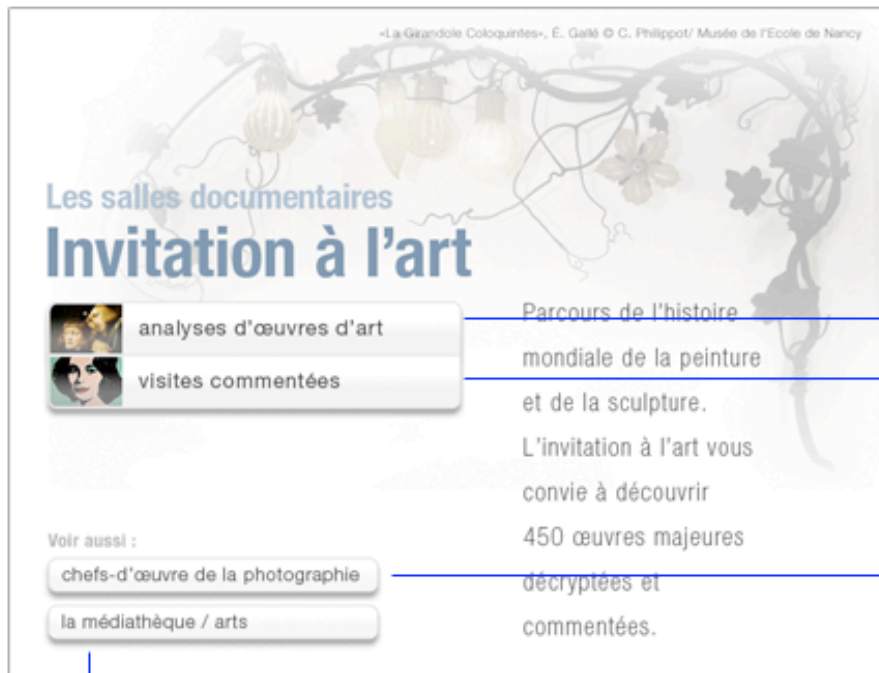 «La Girandole Coloquintes», É. Gallé © C. Philippot/ Musée de l'Ecole de Nancy
Les salles documentaires
Invitation à l'art
analyses d'œuvres d'art
visites commentées
Parcours de l'histoire
mondiale de la peinture
et de la sculpture.
L'invitation à l'art vous
convie à découvrir
450 œuvres majeures
décryptées et
commentées.
Voir aussi :
chefs-d'œuvre de la photographie
la médiathèque / arts